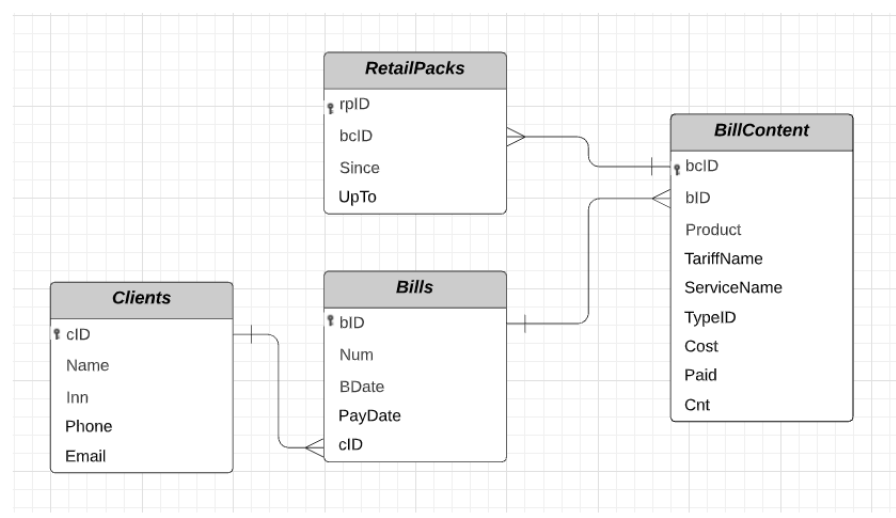 RetailPacks
rpID
bcID
Since
UpTo
BillContent
bcID
bID
Product
TariffName
ServiceName
TypeID
Cost
Paid
Cnt
Clients
cID
Name
Inn
Phone
Email
Bills
bID
Num
BDate
PayDate
cID